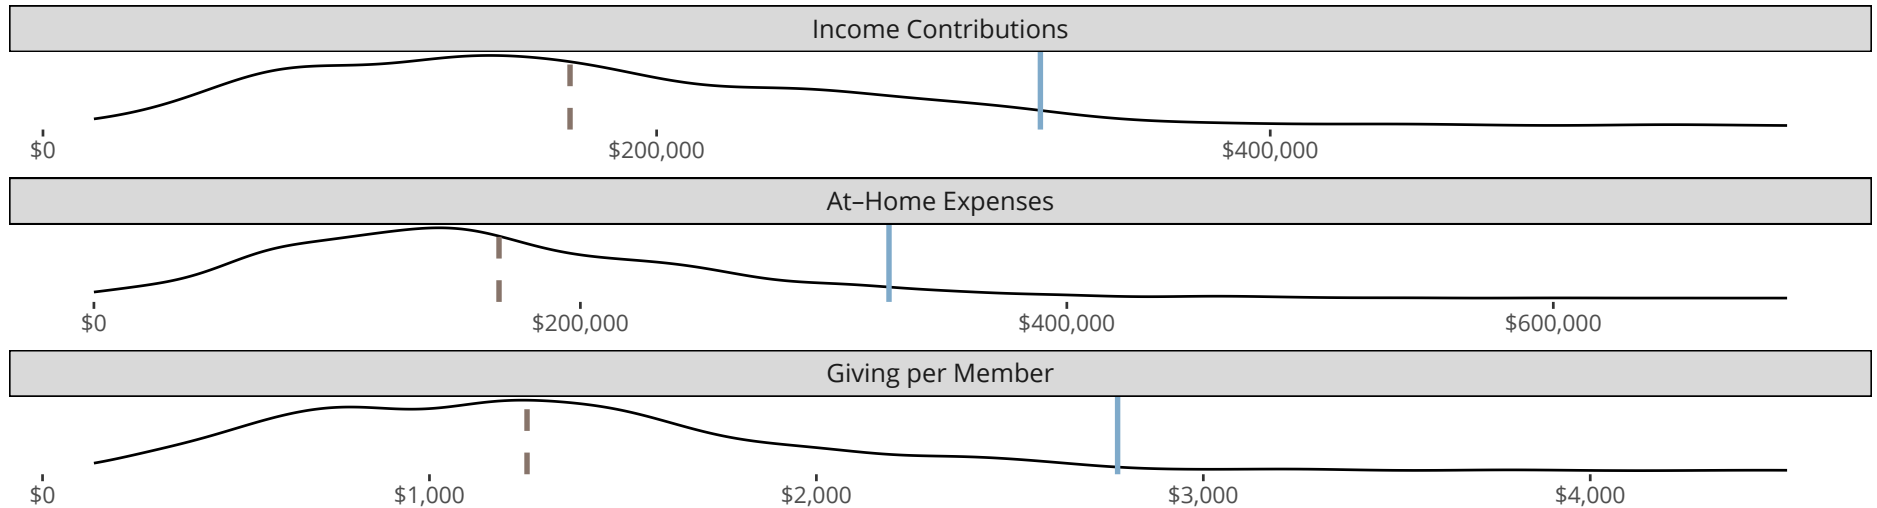 Income Contributions
$0 $200,000 $400,000
At–Home Expenses
$0 $200,000 $400,000 $600,000
Giving per Member
$0 $1,000 $2,000 $3,000 $4,000